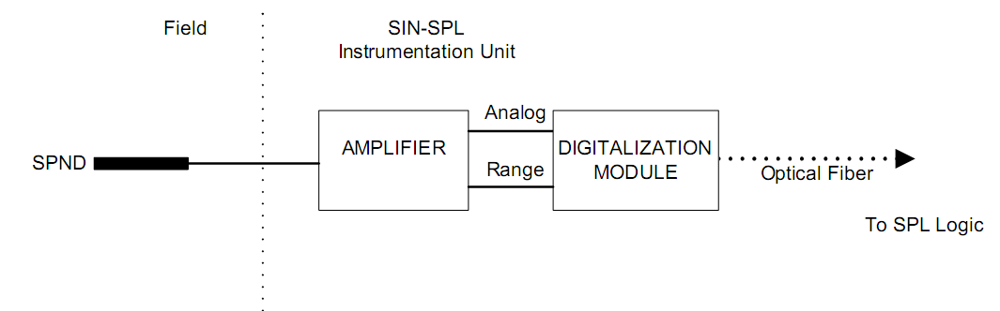 Field
SIN-SPL
Instrumentation Unit
SPND
AMPLIFIER
Analog
Range
DIGITALIZATION
MODULE
Optical Fiber
To SPL Logic